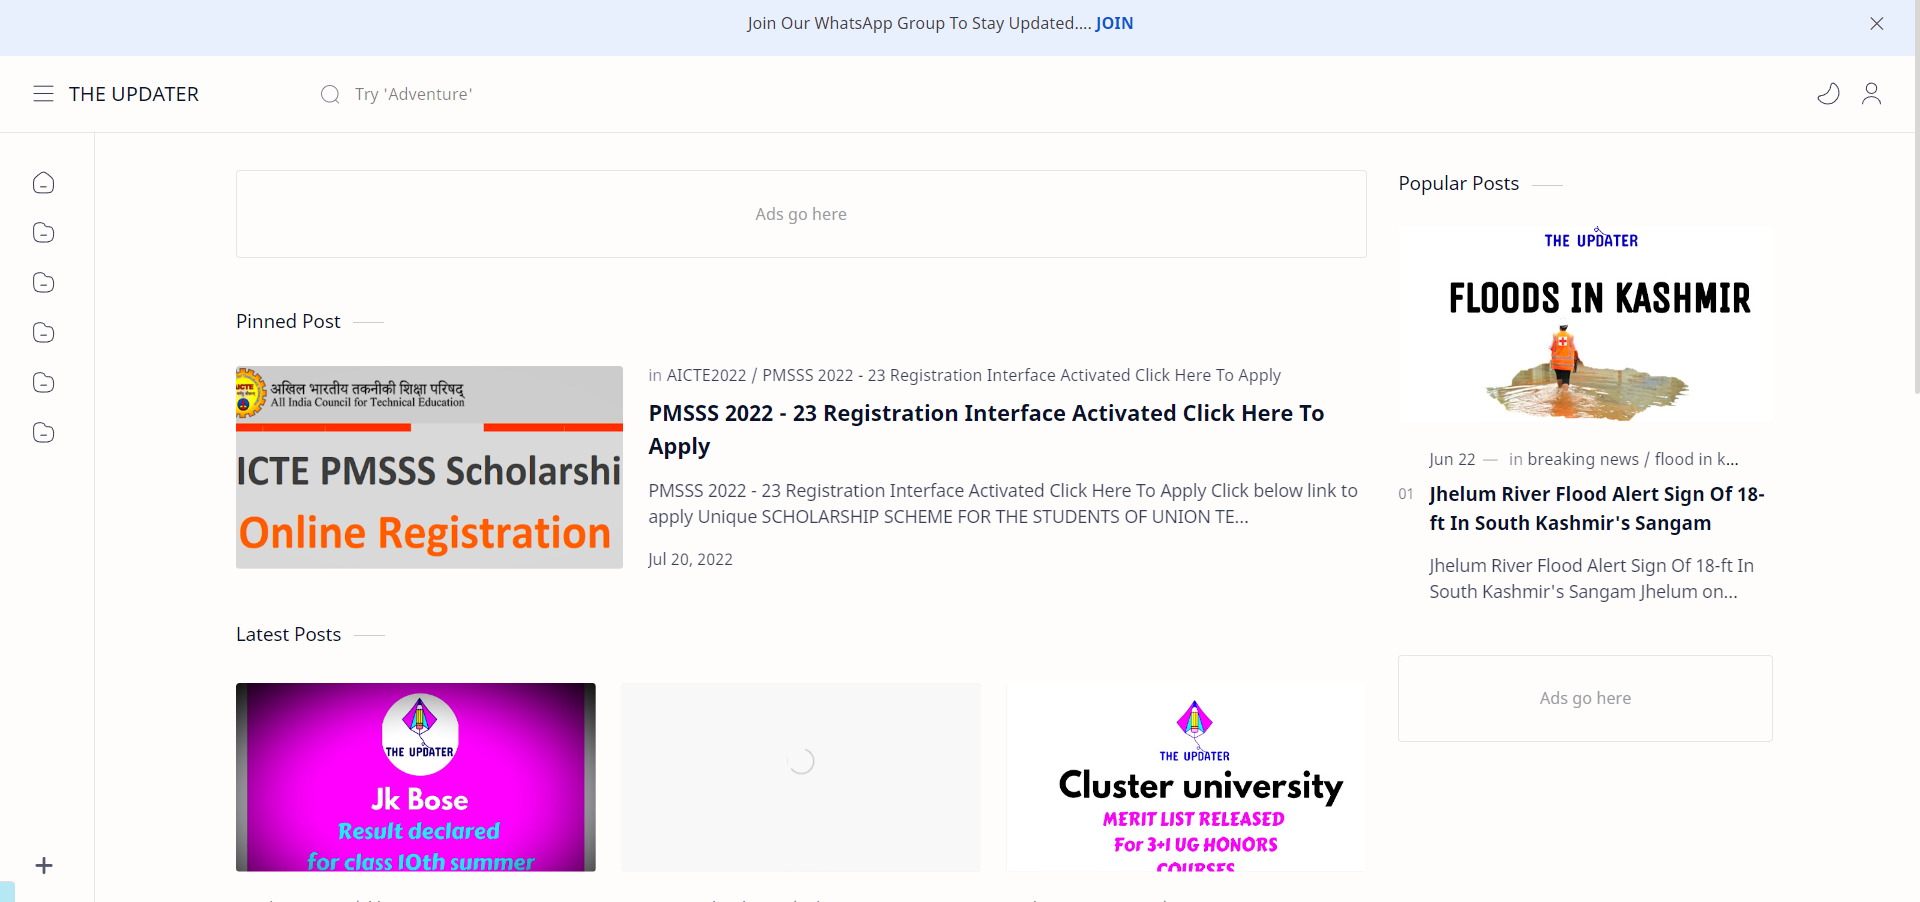 Join Our WhatsApp Group To Stay Updated.... JOIN
THE UPDATER
Try 'Adventure'
Ads go here
Pinned Post
AICTE
अखिल भारतीय तकनीकी शिक्षा परिषद्
All India Council for Technical Education
ICTE PMSSS Scholarshi
Online Registration
in AICTE2022 / PMSSS 2022 - 23 Registration Interface Activated Click Here To Apply
PMSSS 2022 - 23 Registration Interface Activated Click Here To
Apply
PMSSS 2022 - 23 Registration Interface Activated Click Here To Apply Click below link to
apply Unique SCHOLARSHIP SCHEME FOR THE STUDENTS OF UNION TE...
Jul 20, 2022
Latest Posts
THE UPDATER
Jk Bose
Result declared
for class 10th summer
THE UPDATER
Cluster university
MERIT LIST RELEASED
For 3+1 UG HONORS
COURSES
Popular Posts
THE UPDATER
FLOODS IN KASHMIR
Jun 22 — in breaking news / flood in k...
01
Jhelum River Flood Alert Sign Of 18-
ft In South Kashmir's Sangam
Jhelum River Flood Alert Sign Of 18-ft In
South Kashmir's Sangam Jhelum on...
Ads go here